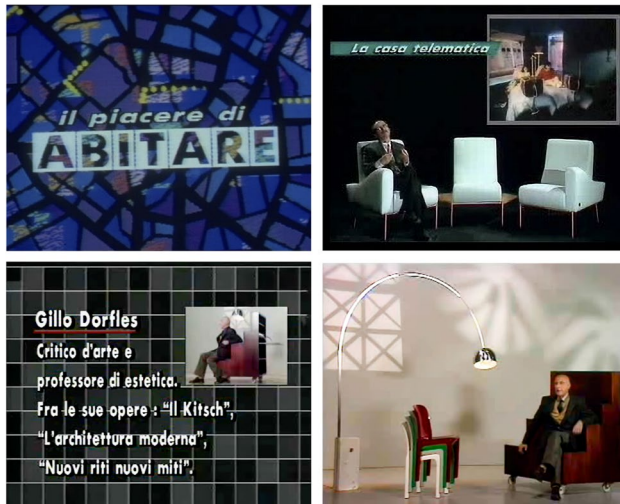 il piacere di
ABITARE
La casa telematica
Gillo Dorfles
Critico d'arte e
professore di estetica.
Fra le sue opere : "Il Kitsch",
"L'architettura moderna",
"Nuovi riti nuovi miti".